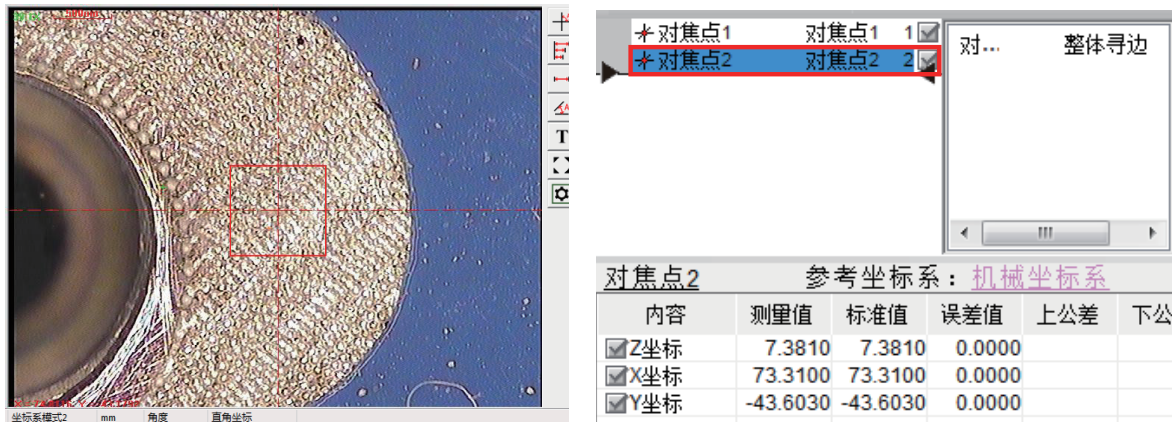 T
坐标系模式2 mm 角度 直角坐标
对焦点1 对焦点1 1
对焦点2 对焦点2 2
对... 整体寻边
对焦点2 参考坐标系：机械坐标系
内容 测量值 标准值 误差值 上公差 下公
Z坐标 7.3810 7.3810 0.0000
X坐标 73.3100 73.3100 0.0000
Y坐标 -43.6030 -43.6030 0.0000